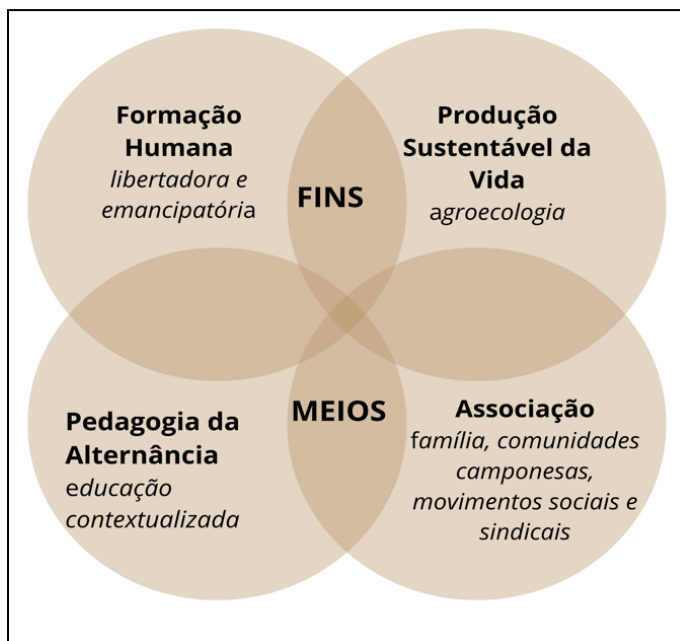 Formação
Humana
libertadora e
emancipatória
FINS
Produção
Sustentável da
Vida
agroecologia
Pedagogia da
Alternância
educação
contextualizada
MEIOS
Associação
família, comunidades
camponesas,
movimentos sociais e
sindicais